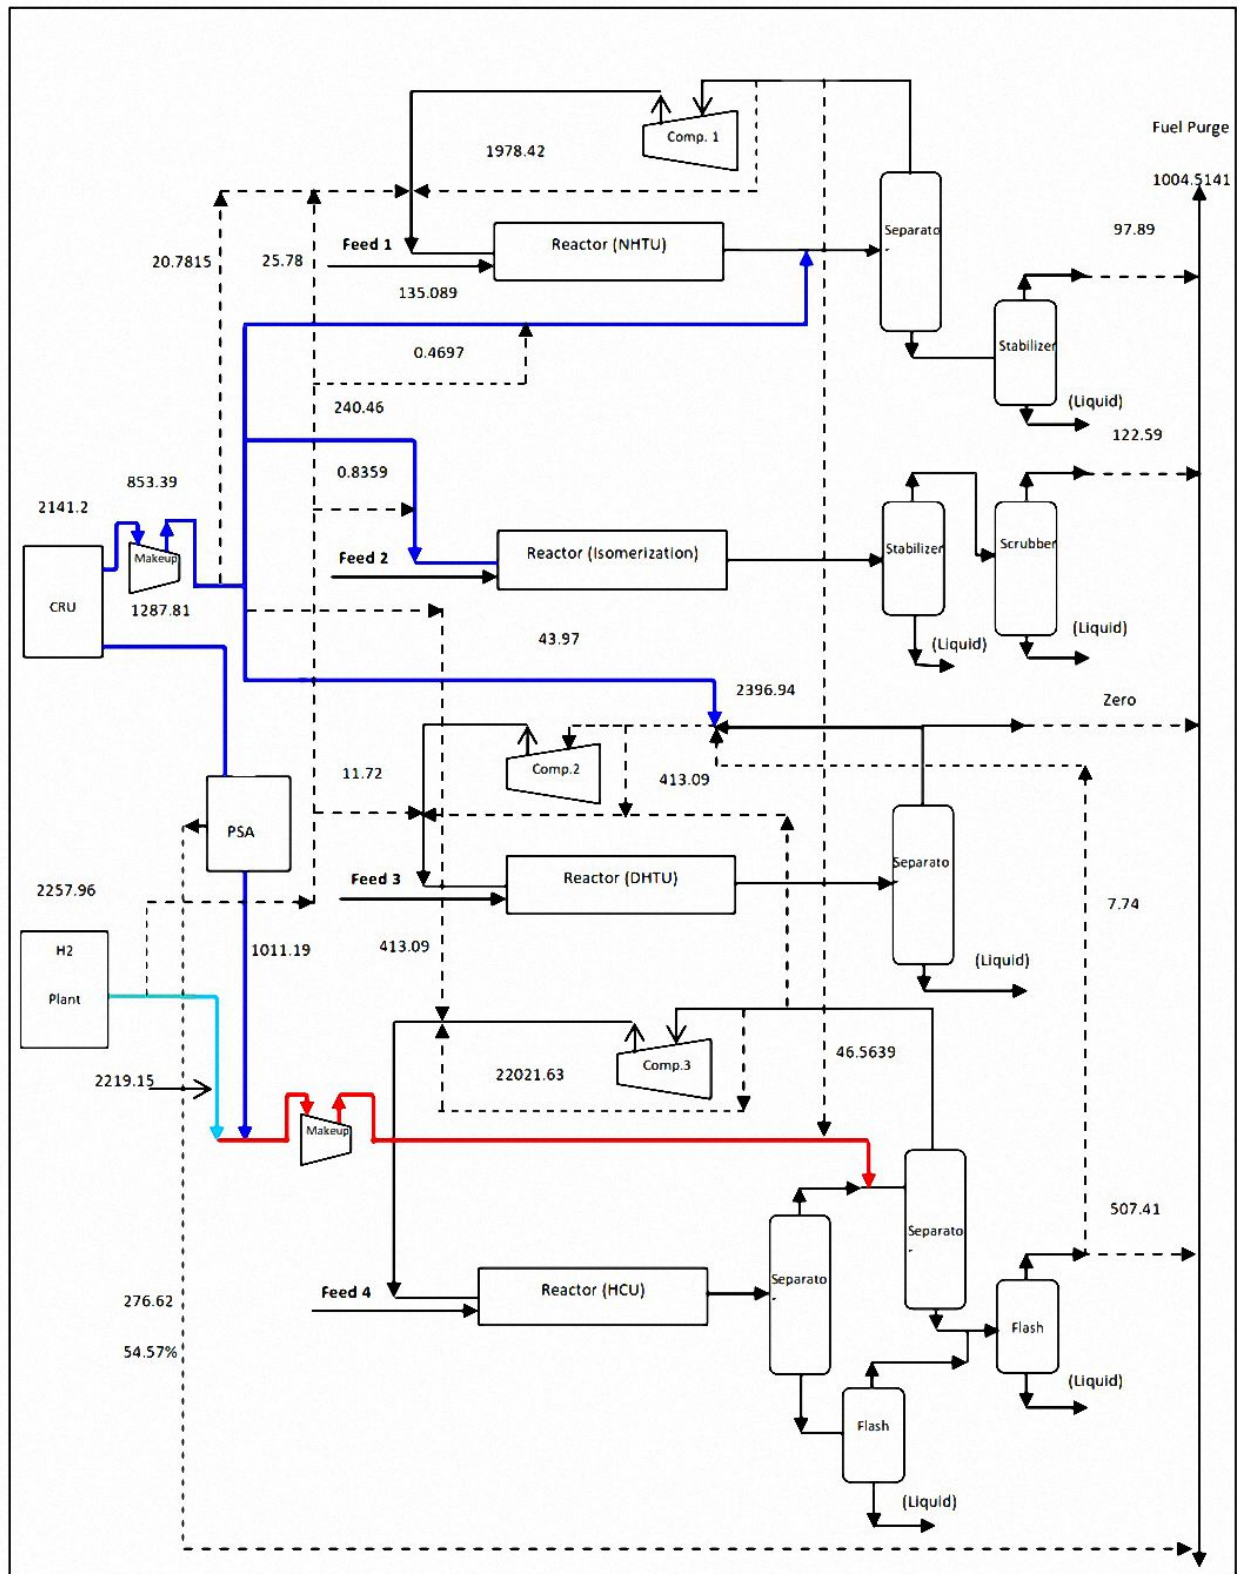 Comp. 1
Fuel Purge
1978.42
1004.5141
Feed 1
Reactor (NHTU)
Separato
r
97.89
20.7815
25.78
135.089
0.4697
Stabilizer
240.46
(Liquid)
122.59
0.8359
853.39
2141.2
Makeup
Feed 2
Reactor (Isomerization)
Stabilizer
Scrubber
CRU
1287.81
43.97
(Liquid)
(Liquid)
2396.94
Zero
11.72
Comp.2
413.09
PSA
Feed 3
Reactor (DHTU)
Separato
r
2257.96
7.74
H2
Plant
1011.19
413.09
(Liquid)
2219.15
22021.63
Comp.3
46.5639
Makeup
507.41
Separato
r
Feed 4
Reactor (HCU)
Separato
r
276.62
54.57%
Flash
(Liquid)
Flash
(Liquid)